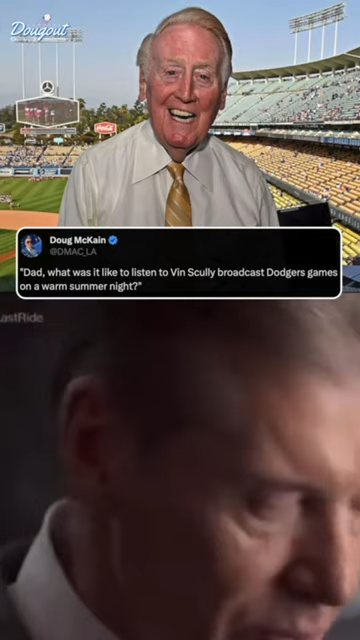 Dougout
Doug McKain
@DMAC_LA
"Dad, what was it like to listen to Vin Scully broadcast Dodgers games
on a warm summer night?"
astRide